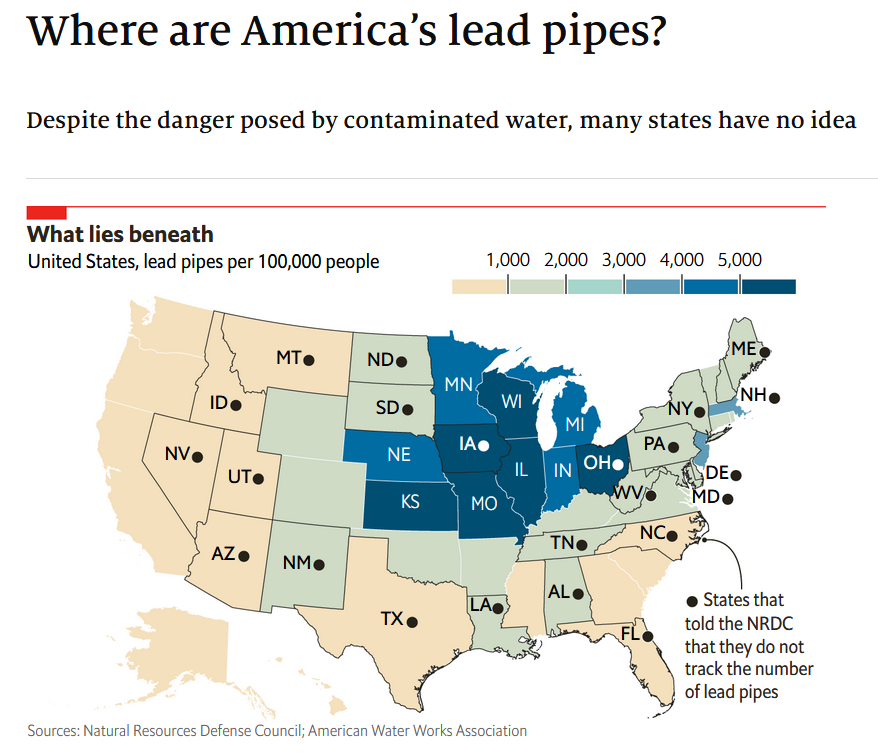 Where are America’s lead pipes?
Despite the danger posed by contaminated water, many states have no idea
What lies beneath
United States, lead pipes per 100,000 people
1,000 2,000 3,000 4,000 5,000
MT
ND
MN
ME
ID
SD
WI
MI
NY
NH
NV
UT
NE
IA
IL
IN
OH
PA
WV
DE
MD
KS
MO
AZ
NM
TN
NC
TX
LA
AL
FL
States that
told the NRDC
that they do not
track the number
of lead pipes
Sources: Natural Resources Defense Council; American Water Works Association